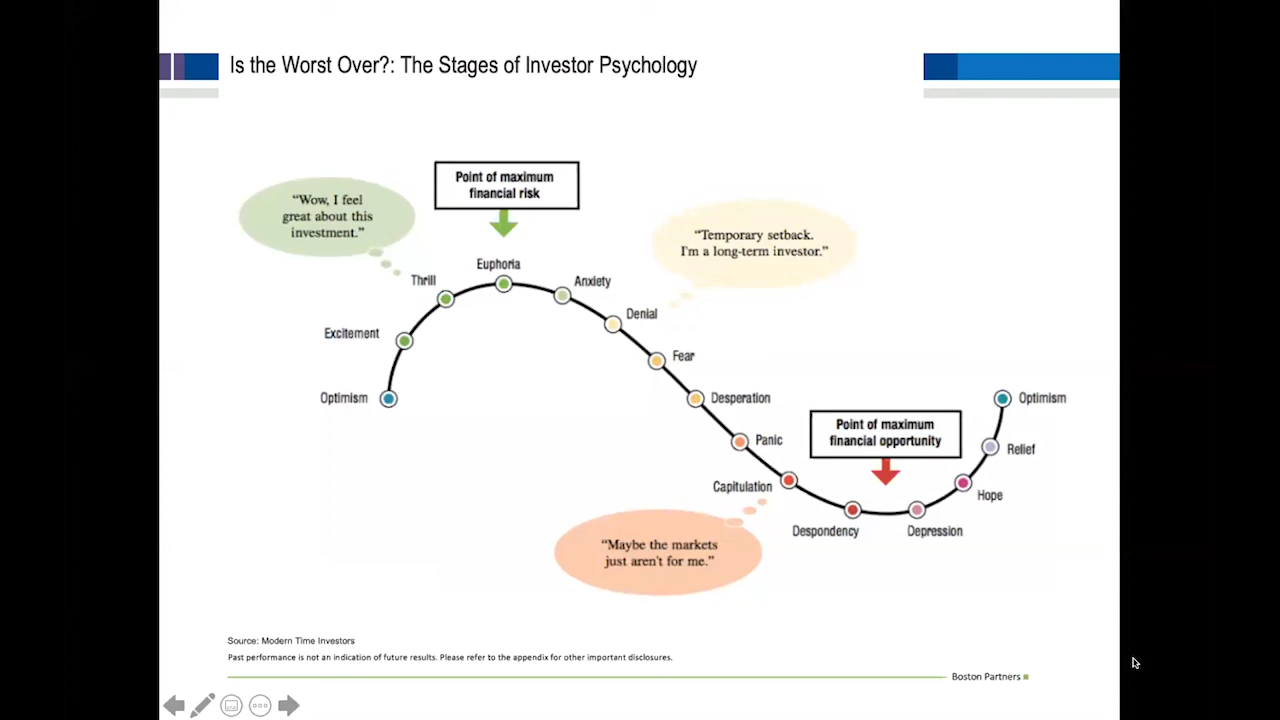 Is the Worst Over?: The Stages of Investor Psychology
Point of maximum
financial risk
“Wow, I feel
great about this
investment.”
“Temporary setback.
I'm a long-term investor.”
Euphoria
Thrill
Anxiety
Denial
Excitement
Fear
Optimism
Desperation
Optimism
Point of maximum
financial opportunity
Panic
Relief
Capitulation
Hope
Despondency
Depression
“Maybe the markets
just aren't for me.”
Source: Modern Time Investors
Past performance is not an indication of future results. Please refer to the appendix for other important disclosures.
Boston Partners